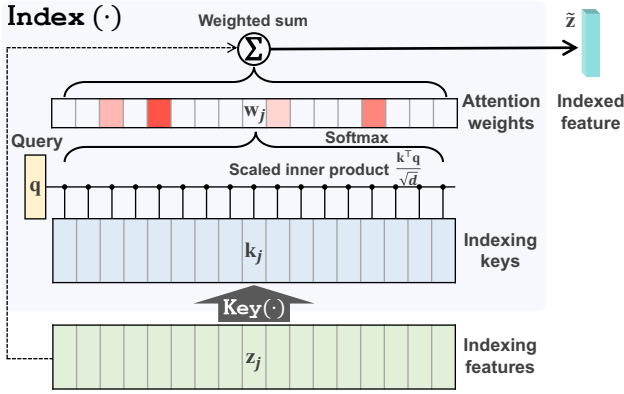 Index (·)
Weighted sum
Σ
z̃
Indexed
feature
w_j
Attention
weights
Softmax
Query
q
Scaled inner product k^⊤q/√d
k_j
Indexing
keys
Key(·)
z_j
Indexing
features